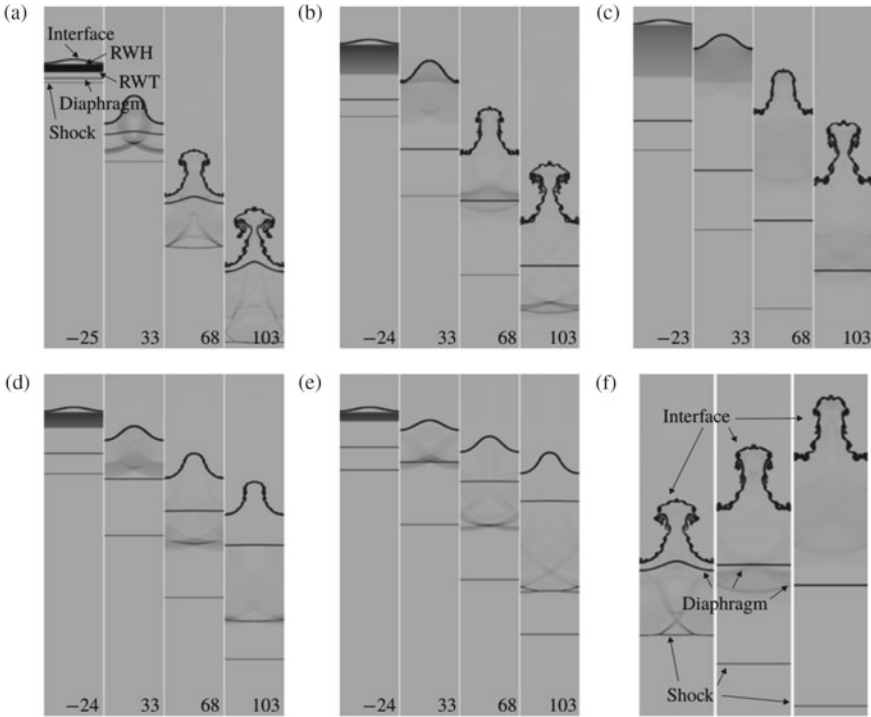 (a)
Interface
RWH
RWT
Diaphragm
Shock
−25 33 68 103
(b)
−24 33 68 103
(c)
−23 33 68 103
(d)
−24 33 68 103
(e)
−24 33 68 103
(f)
Interface
Diaphragm
Shock